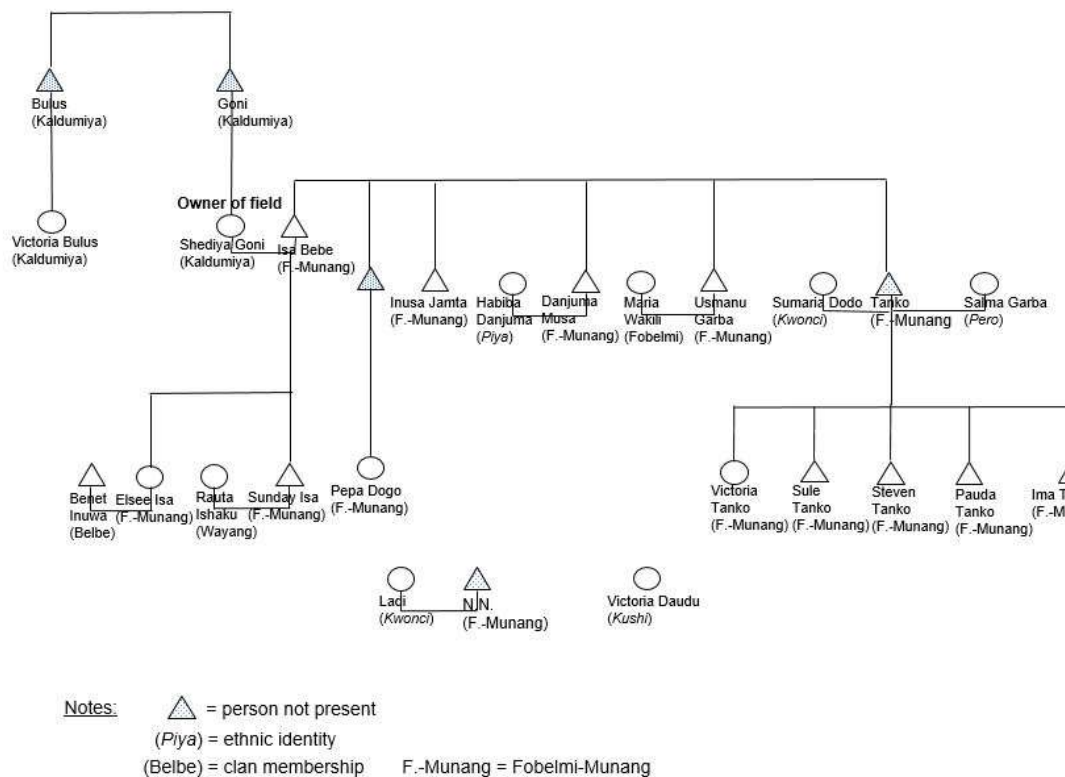 Bulus
(Kaldumiya)
Goni
(Kaldumiya)
Owner of field
Victoria Bulus
(Kaldumiya)
Shediya Goni
(Kaldumiya)
Isa Bebe
(F.-Munang)
Inusa Jamta
(F.-Munang)
Habiba
Danjuma
(Piya)
Danjuma
Musa
(F.-Munang)
Maria
Wakili
(Fobelmi)
Usmanu
Garba
(F.-Munang)
Sumaria Dodo
(Kwonci)
Tanko
(F.-Munang
Salma Garba
(Pero)
Benet
Inuwa
(Belbe)
Elsee Isa
(F.-Munang)
Rauta
Ishaku
(Wayang)
Sunday Isa
(F.-Munang)
Pepa Dogo
(F.-Munang)
Victoria
Tanko
(F.-Munang)
Sule
Tanko
(F.-Munang)
Steven
Tanko
(F.-Munang)
Pauda
Tanko
(F.-Munang)
Ima T
(F.-M
Ladi
(Kwonci)
N.N.
(F.-Munang)
Victoria Daudu
(Kushi)
Notes:
= person not present
(Piya) = ethnic identity
(Belbe) = clan membership F.-Munang = Fobelmi-Munang